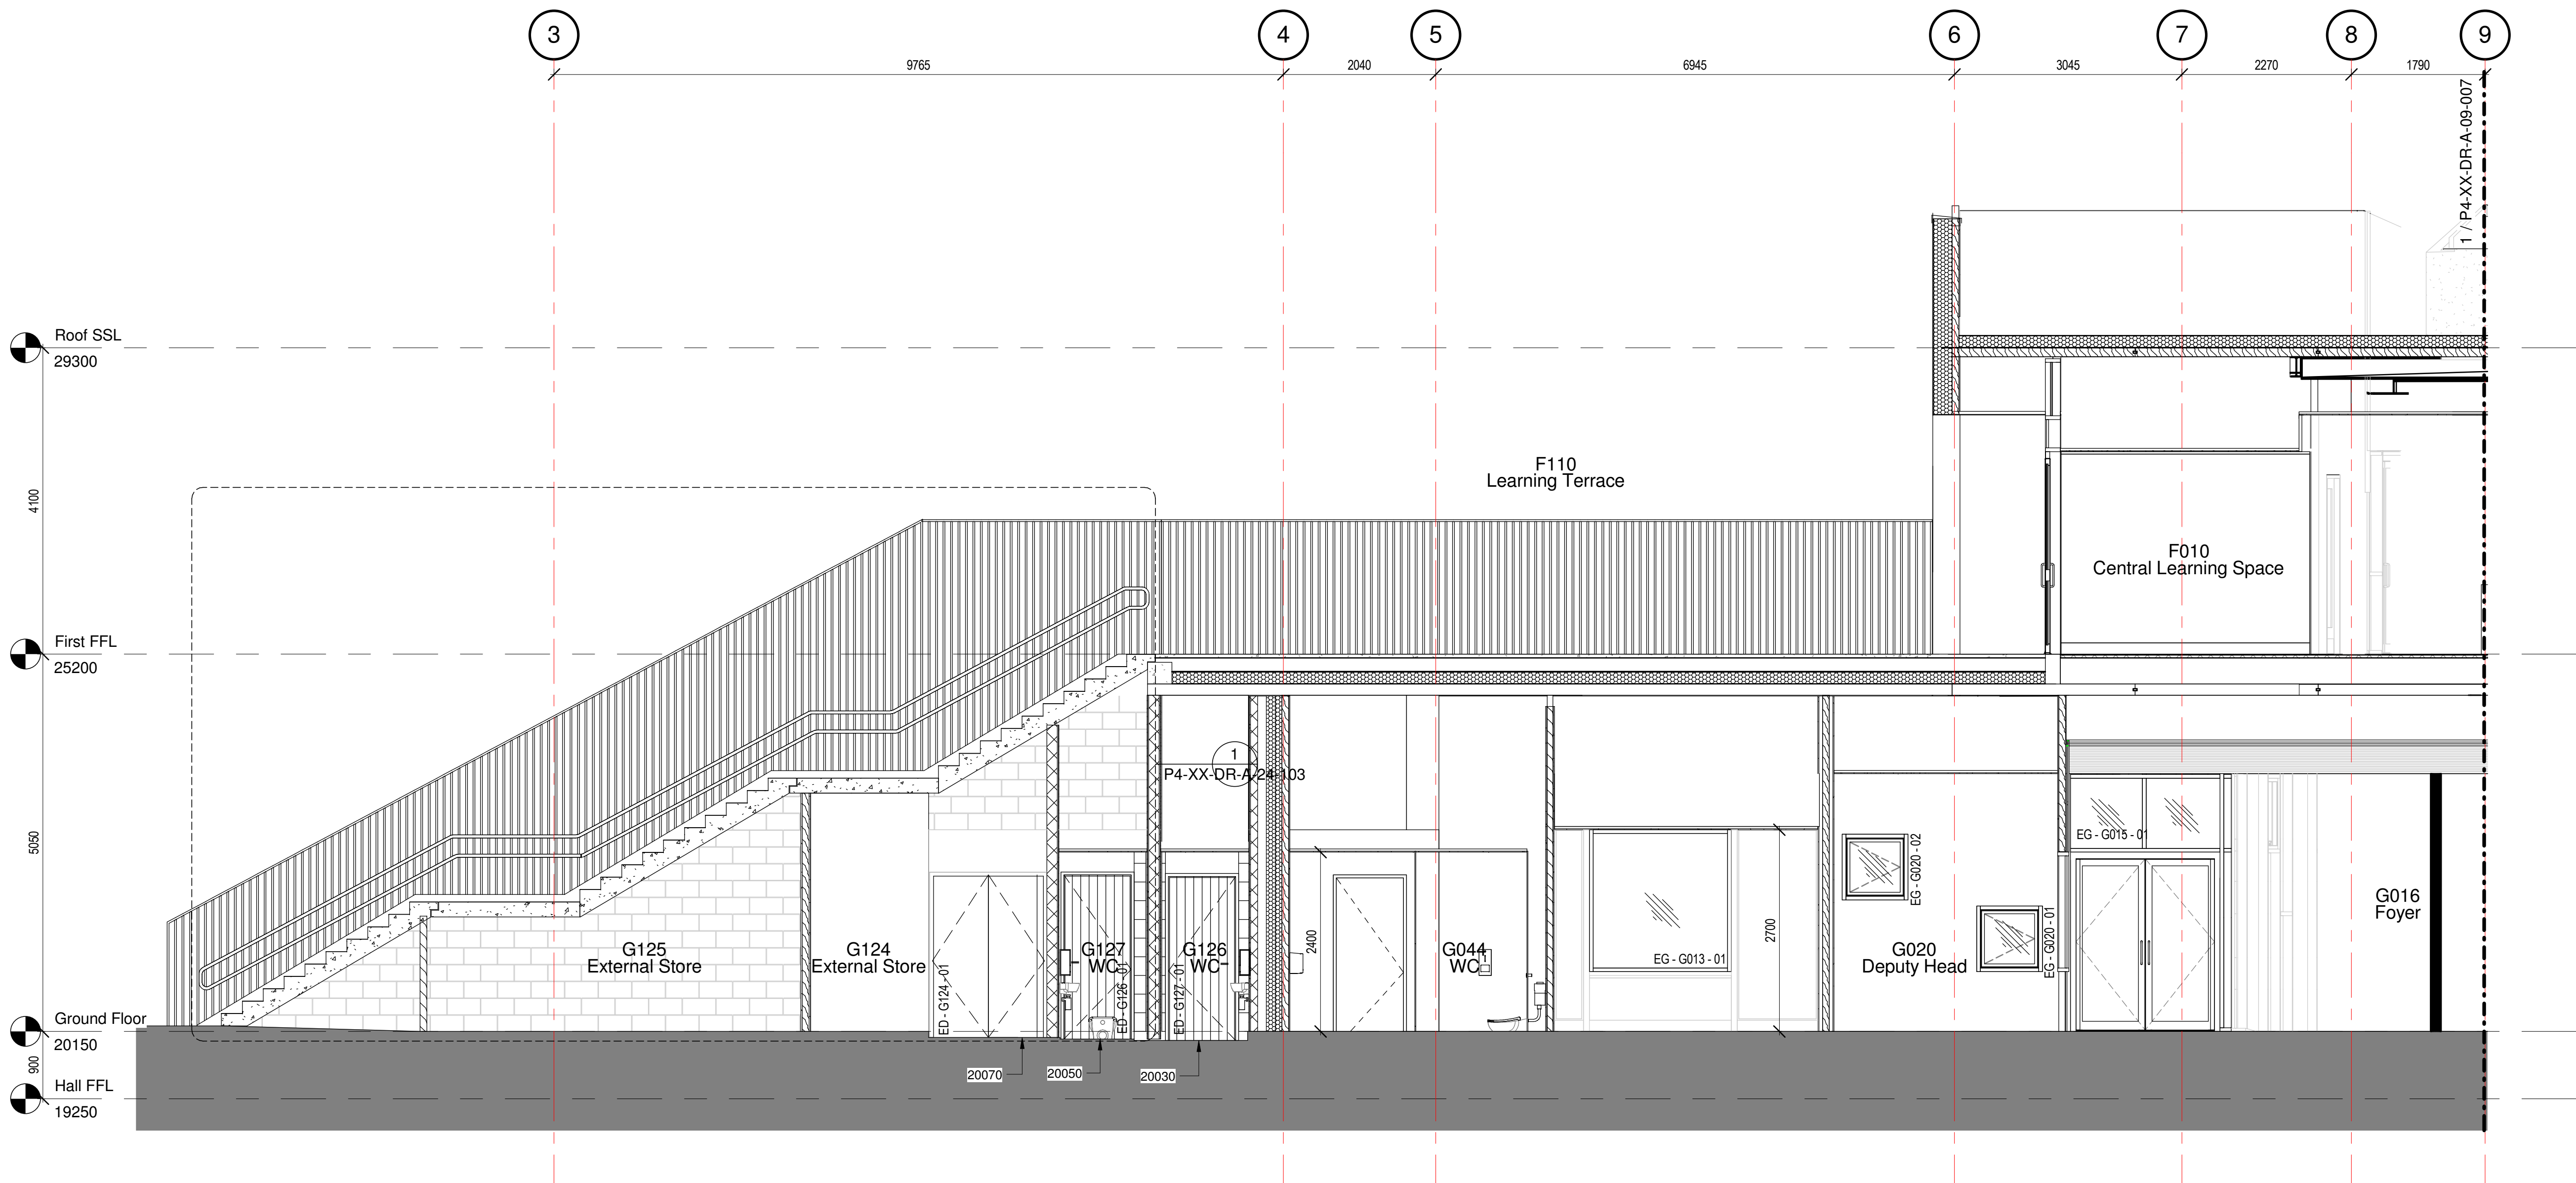 3
4
5
6
7
8
9
9765
2040
6945
3045
2270
1790
1 / P4-XX-DR-A-09-007
Roof SSL
29300
4100
F110
Learning Terrace
F010
Central Learning Space
First FFL
25200
5050
1
P4-XX-DR-A-24-103
EG - G015 - 01
EG - G020 - 02
G125
External Store
G124
External Store
ED - G124 - 01
G127
WC
ED - G126 - 01
G126
WC
ED - G127 - 01
2400
G044
WC
EG - G013 - 01
2700
G020
Deputy Head
EG - G020 - 01
G016
Foyer
Ground Floor
20150
900
20070
20050
20030
Hall FFL
19250